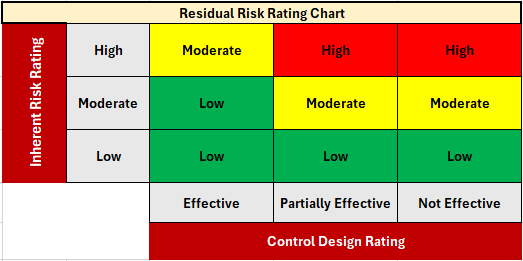 Residual Risk Rating Chart
Inherent Risk Rating
High
Moderate
High
High
Moderate
Low
Moderate
Moderate
Low
Low
Low
Low
Effective
Partially Effective
Not Effective
Control Design Rating